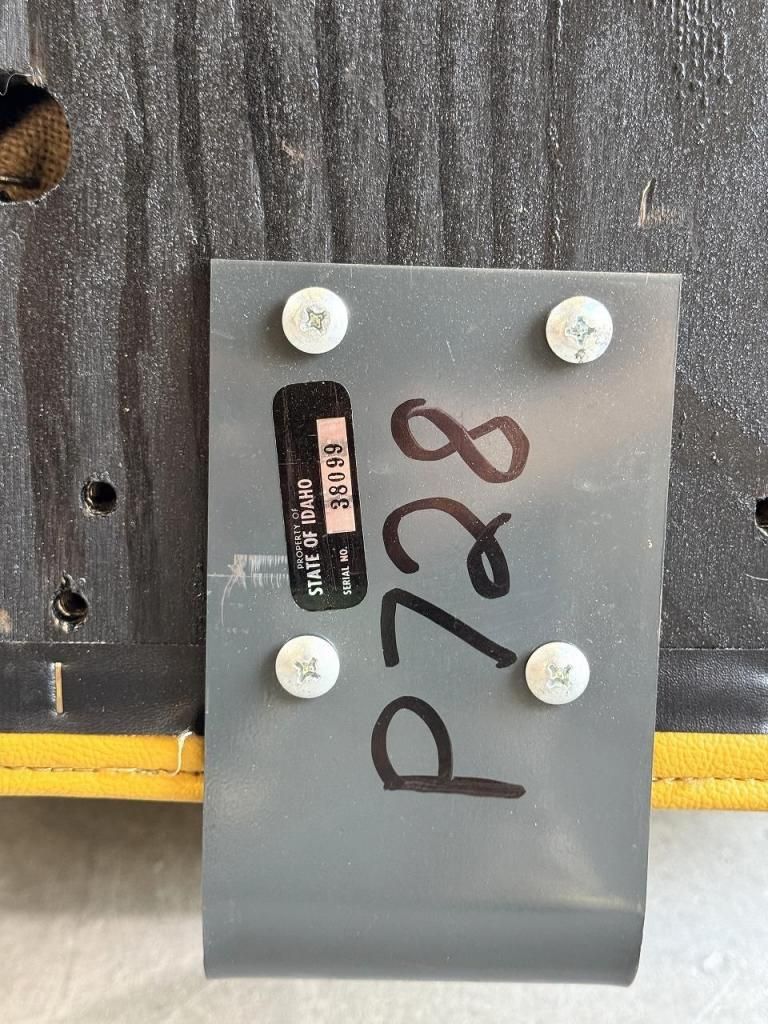 PROPERTY OF
STATE OF IDAHO
SERIAL NO. 38099
P728